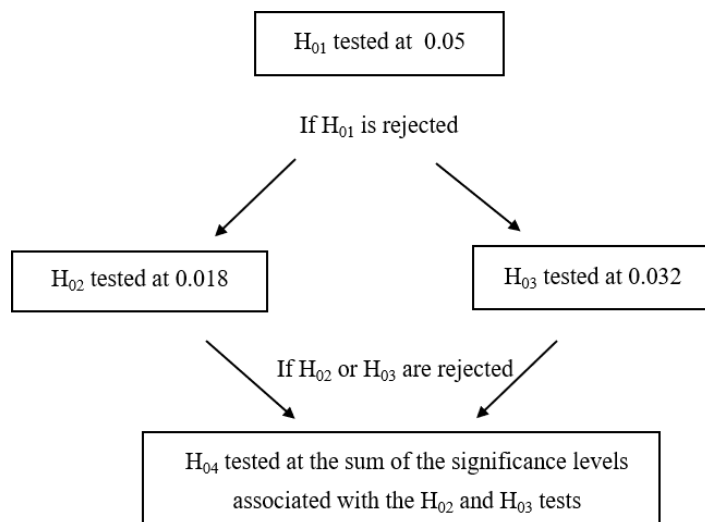 H₀₁ tested at 0.05
If H₀₁ is rejected
H₀₂ tested at 0.018
H₀₃ tested at 0.032
If H₀₂ or H₀₃ are rejected
H₀₄ tested at the sum of the significance levels
associated with the H₀₂ and H₀₃ tests